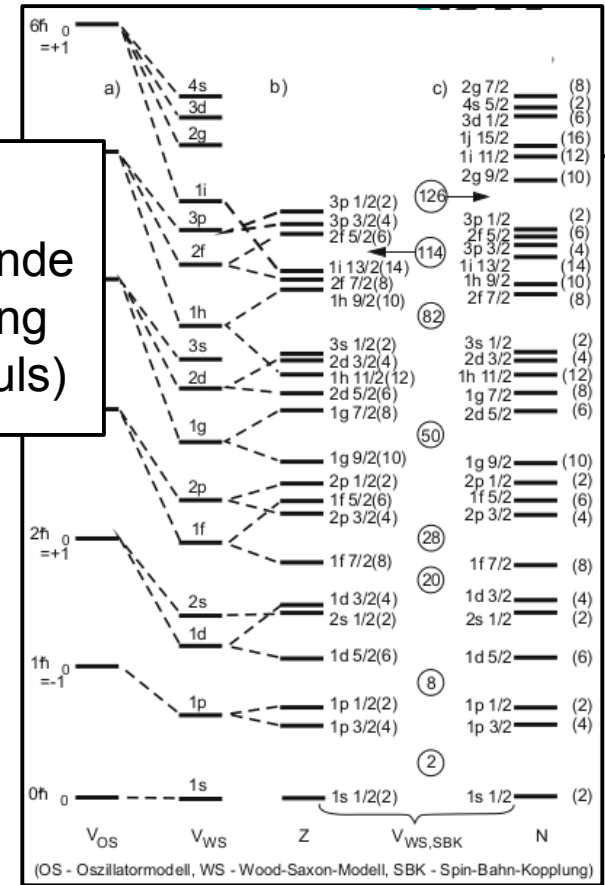 6ħ 0
=+1
a) b) c)
4s
3d
2g
1i
3p
2f
1h
3s
2d
1g
2p
1f
2s
1d
1p
1s
nde
ng
uls)
2ħ 0
=+1
1ħ 0
=-1
0ħ 0
3p 1/2(2)
3p 3/2(4)
2f 5/2(6)
1i 13/2(14)
2f 7/2(8)
1h 9/2(10)
3s 1/2(2)
2d 3/2(4)
1h 11/2(12)
2d 5/2(6)
1g 7/2(8)
1g 9/2(10)
2p 1/2(2)
1f 5/2(6)
2p 3/2(4)
1f 7/2(8)
1d 3/2(4)
2s 1/2(2)
1d 5/2(6)
1p 1/2(2)
1p 3/2(4)
1s 1/2(2)
126
114
82
50
28
20
8
2
2g 7/2 (8)
4s 5/2 (2)
3d 1/2 (6)
1j 15/2 (16)
1i 11/2 (12)
2g 9/2 (10)
3p 1/2 (2)
2f 5/2 (6)
3p 3/2 (4)
1i 13/2 (14)
1h 9/2 (10)
2f 7/2 (8)
3s 1/2 (2)
2d 3/2 (4)
1h 11/2 (12)
1g 7/2 (8)
2d 5/2 (6)
1g 9/2 (10)
2p 1/2 (2)
1f 5/2 (6)
2p 3/2 (4)
1f 7/2 (8)
1d 3/2 (4)
2s 1/2 (2)
1d 5/2 (6)
1p 1/2 (2)
1p 3/2 (4)
1s 1/2 (2)
VOS VWS Z VWS,SBK N
(OS - Oszillatormodell, WS - Wood-Saxon-Modell, SBK - Spin-Bahn-Kopplung)